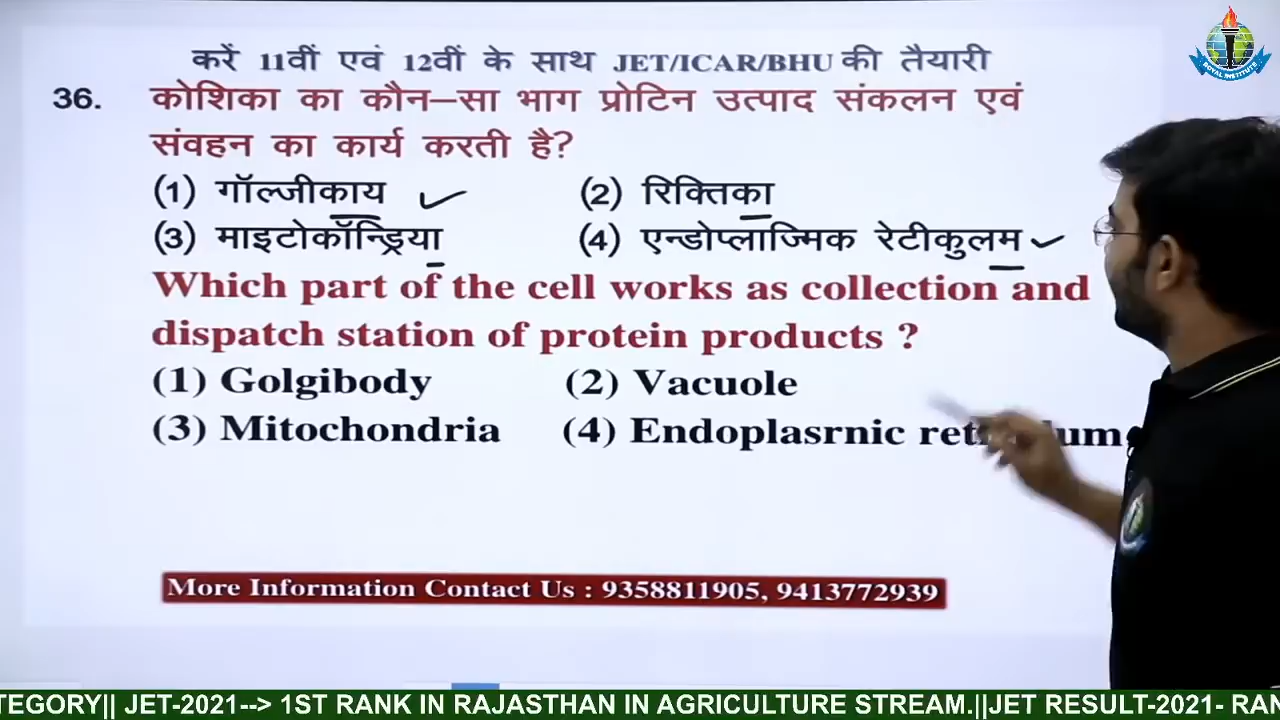 ROYAL INSTITUTE
करें 11वीं एवं 12वीं के साथ JET/ICAR/BHU की तैयारी
36. कोशिका का कौन–सा भाग प्रोटिन उत्पाद संकलन एवं
संवहन का कार्य करती है?
(1) गॉल्जीकाय (2) रिक्तिका
(3) माइटोकॉन्ड्रिया (4) एन्डोप्लाज्मिक रेटीकुलम
Which part of the cell works as collection and
dispatch station of protein products ?
(1) Golgibody (2) Vacuole
(3) Mitochondria (4) Endoplasrnic
More Information Contact Us : 9358811905, 9413772939
TEGORY|| JET-2021--> 1ST RANK IN RAJASTHAN IN AGRICULTURE STREAM.||JET RESULT-2021- RAN